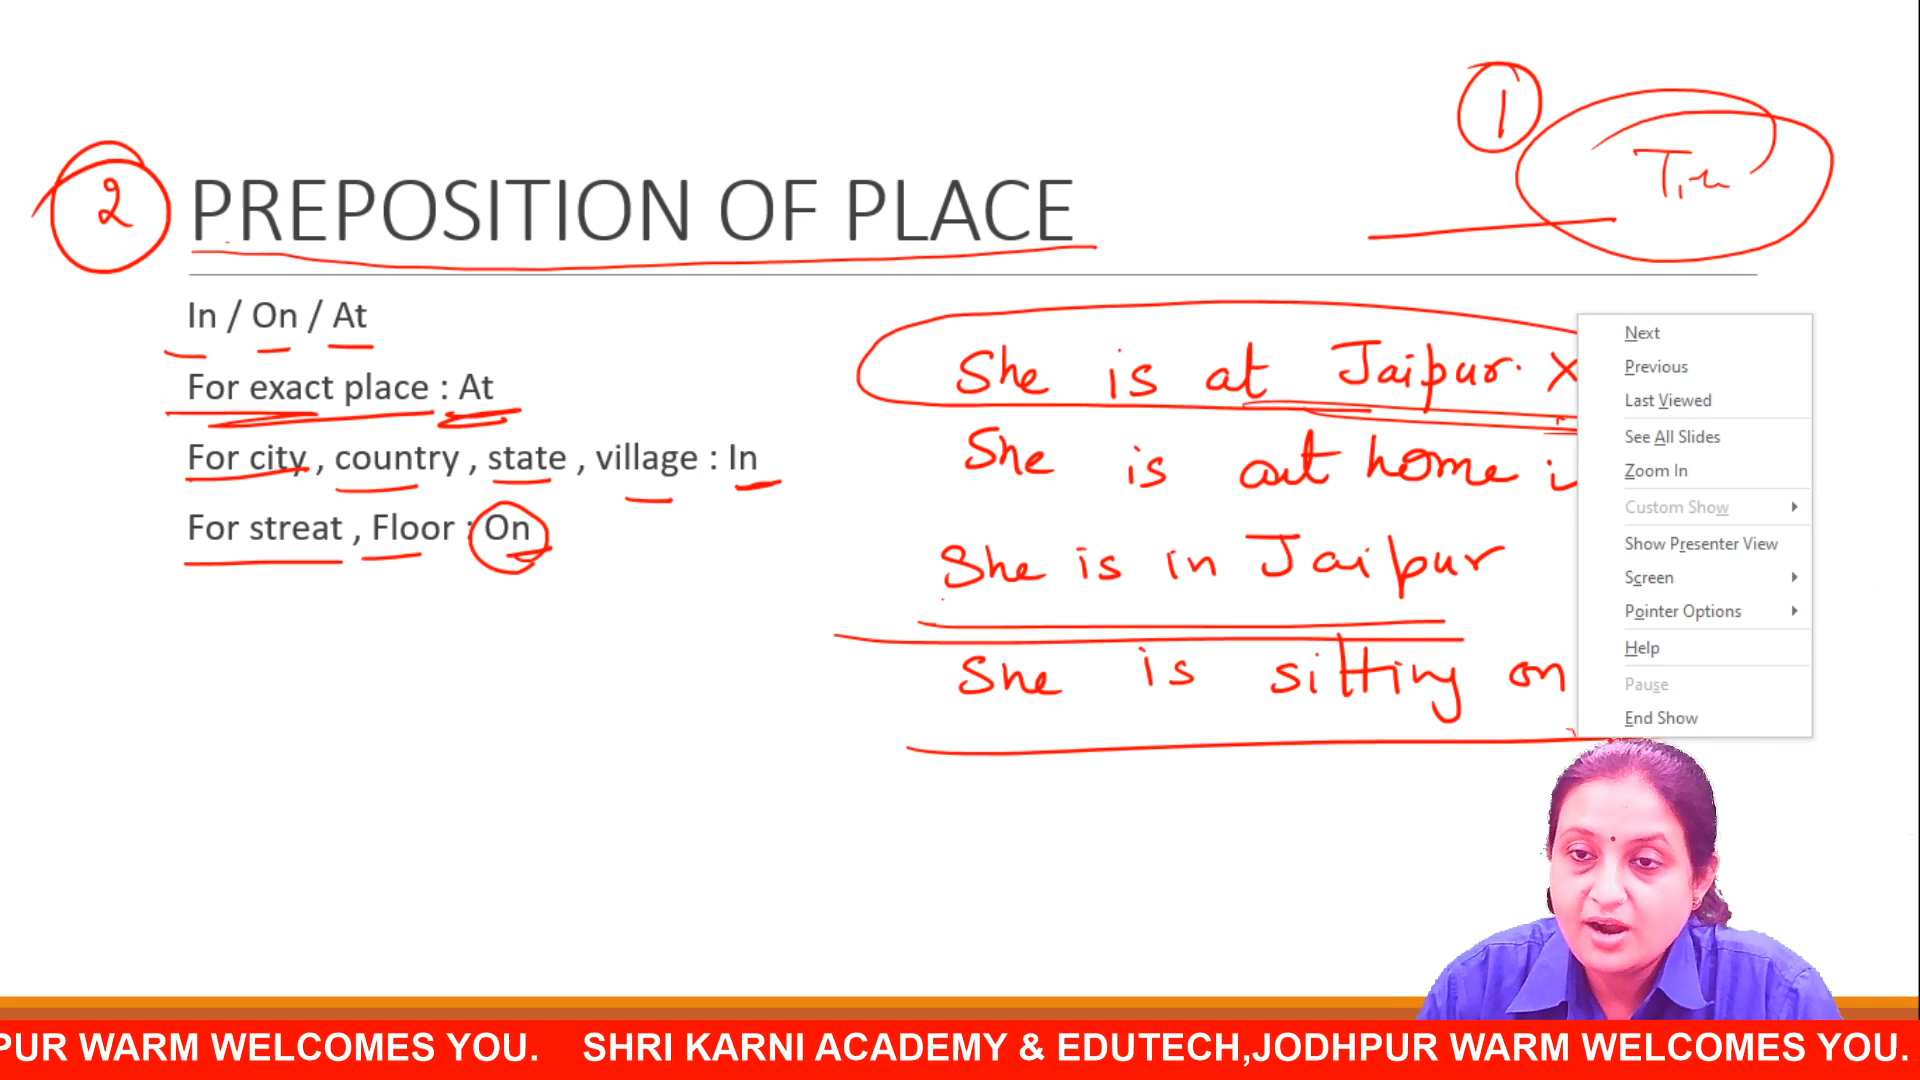 1
2 PREPOSITION OF PLACE
In / On / At
For exact place : At
For city , country , state , village : In
For streat , Floor : On
She is at Jaipur. X
She is at home
She is in Jaipur
She is sitting on
Next
Previous
Last Viewed
See All Slides
Zoom In
Custom Show
Show Presenter View
Screen
Pointer Options
Help
Pause
End Show
PUR WARM WELCOMES YOU. SHRI KARNI ACADEMY & EDUTECH,JODHPUR WARM WELCOMES YOU.